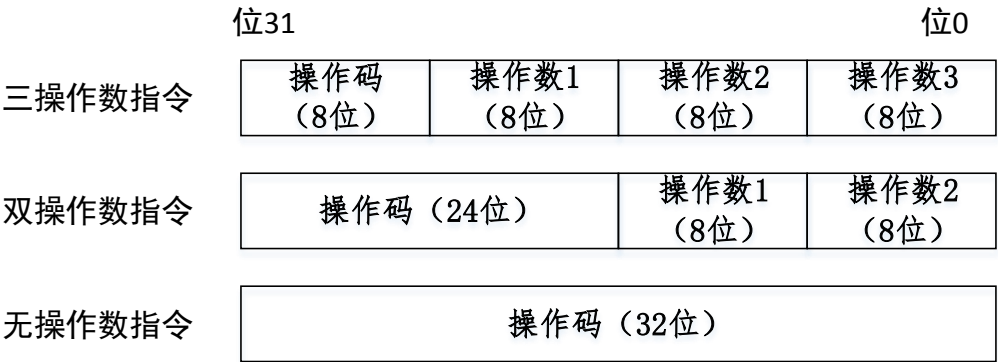 位31 位0
三操作数指令 操作码 操作数1 操作数2 操作数3
（8位） （8位） （8位） （8位）
双操作数指令 操作码（24位） 操作数1 操作数2
（8位） （8位）
无操作数指令 操作码（32位）